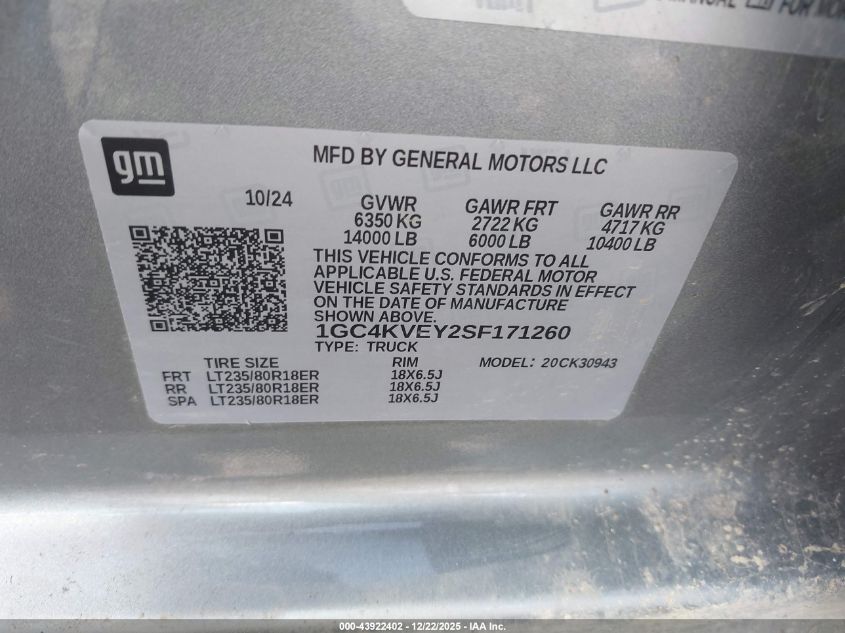 MANUAL
FOR MOR
gm
MFD BY GENERAL MOTORS LLC
10/24
GVWR GAWR FRT GAWR RR
6350 KG 2722 KG 4717 KG
14000 LB 6000 LB 10400 LB
THIS VEHICLE CONFORMS TO ALL
APPLICABLE U.S. FEDERAL MOTOR
VEHICLE SAFETY STANDARDS IN EFFECT
ON THE DATE OF MANUFACTURE
SHOWN ABOVE.
1GC4KVEY2SF171260
TYPE: TRUCK
TIRE SIZE RIM MODEL: 20CK30943
FRT LT235/80R18ER 18X6.5J
RR LT235/80R18ER 18X6.5J
SPA LT235/80R18ER 18X6.5J
000-43922402 - 12/22/2025 - IAA Inc.